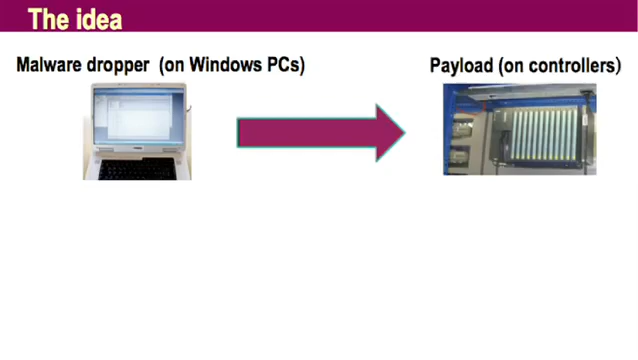 The idea
Malware dropper (on Windows PCs)
Payload (on controllers)